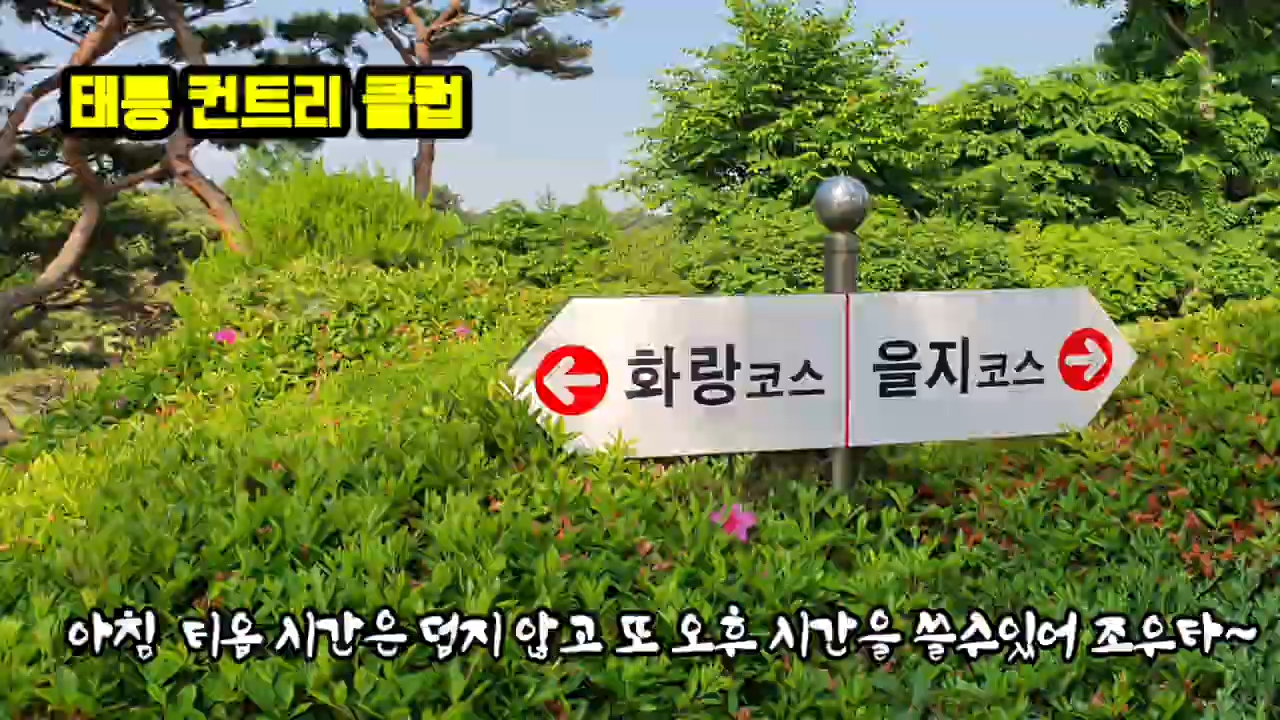 태릉 컨트리 클럽
화랑코스 을지코스
아침 티옵 시간은 덥지 않고 또 오후 시간을 쓸수있어 조우타~